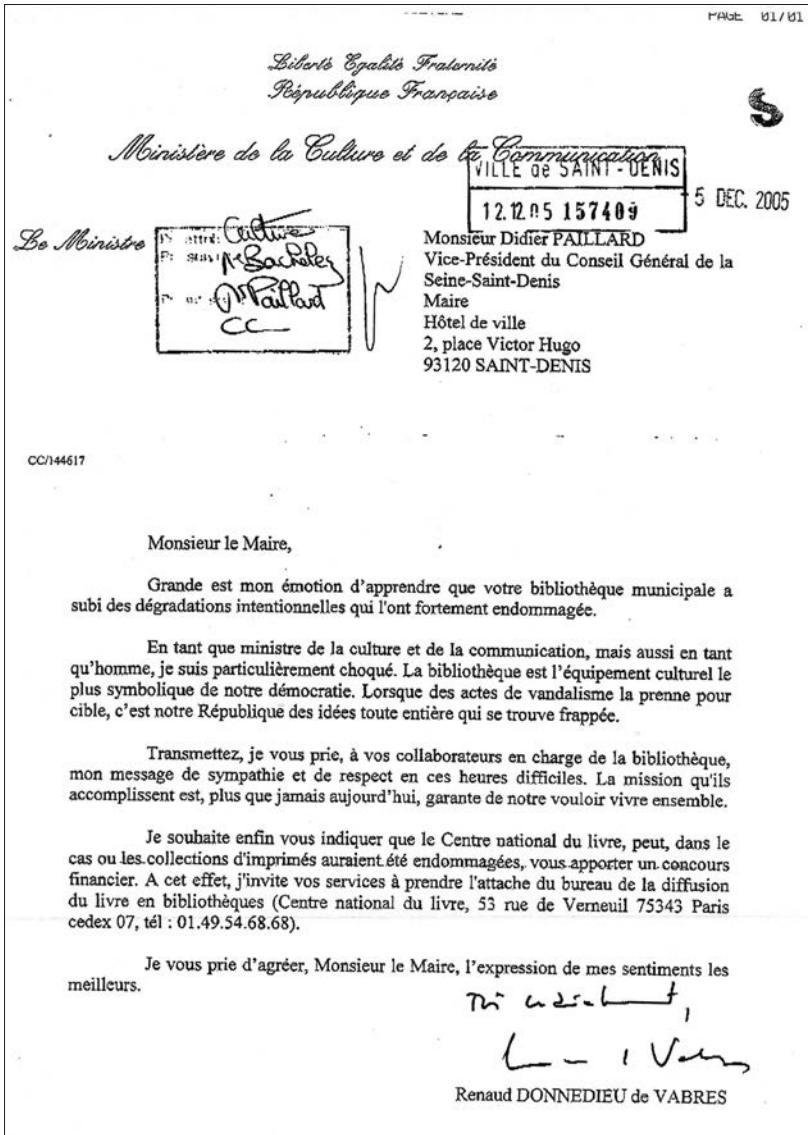 PAGE 01/01
Liberté Egalité Fraternité
République Française
Ministère de la Culture et de la Communication
VILLE de SAINT-DENIS
12.12.05 157409
5 DEC. 2005
Le Ministre
Culture
Paillard
CC
Monsieur Didier PAILLARD
Vice-Président du Conseil Général de la
Seine-Saint-Denis
Maire
Hôtel de ville
2, place Victor Hugo
93120 SAINT-DENIS
CC/144617
Monsieur le Maire,
Grande est mon émotion d'apprendre que votre bibliothèque municipale a
subi des dégradations intentionnelles qui l'ont fortement endommagée.
En tant que ministre de la culture et de la communication, mais aussi en tant
qu'homme, je suis particulièrement choqué. La bibliothèque est l'équipement culturel le
plus symbolique de notre démocratie. Lorsque des actes de vandalisme la prenne pour
cible, c'est notre République des idées toute entière qui se trouve frappée.
Transmettez, je vous prie, à vos collaborateurs en charge de la bibliothèque,
mon message de sympathie et de respect en ces heures difficiles. La mission qu'ils
accomplissent est, plus que jamais aujourd'hui, garante de notre vouloir vivre ensemble.
Je souhaite enfin vous indiquer que le Centre national du livre, peut, dans le
cas ou les collections d'imprimés auraient été endommagées, vous apporter un concours
financier. A cet effet, j'invite vos services à prendre l'attache du bureau de la diffusion
du livre en bibliothèques (Centre national du livre, 53 rue de Verneuil 75343 Paris
cedex 07, tél : 01.49.54.68.68).
Je vous prie d'agréer, Monsieur le Maire, l'expression de mes sentiments les
meilleurs.
Renaud DONNEDIEU de VABRES